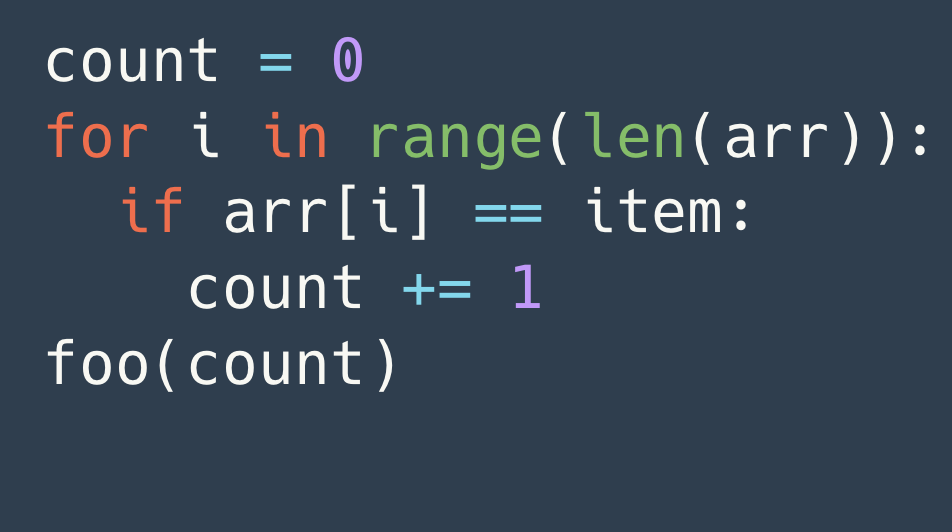 count = 0
for i in range(len(arr)):
  if arr[i] == item:
    count += 1
foo(count)